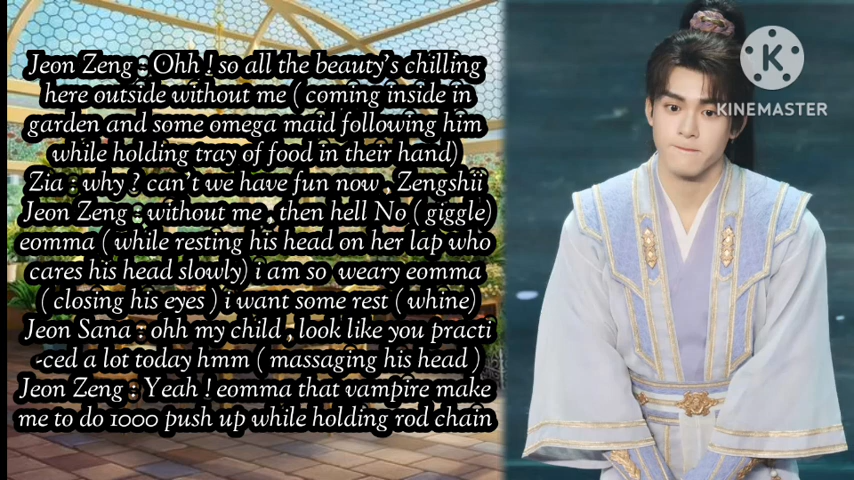 Jeon Zeng : Ohh ! so all the beauty's chilling
here outside without me ( coming inside in
garden and some omega maid following him
while holding tray of food in their hand)
Zia : why ? can't we have fun now , Zengshii
Jeon Zeng : without me , then hell No ( giggle)
eomma ( while resting his head on her lap who
cares his head slowly) i am so weary eomma
( closing his eyes ) i want some rest ( whine)
Jeon Sana : ohh my child , look like you practi
-ced a lot today hmm ( massaging his head )
Jeon Zeng : Yeah ! eomma that vampire make
me to do 1000 push up while holding rod chain
K
KINEMASTER